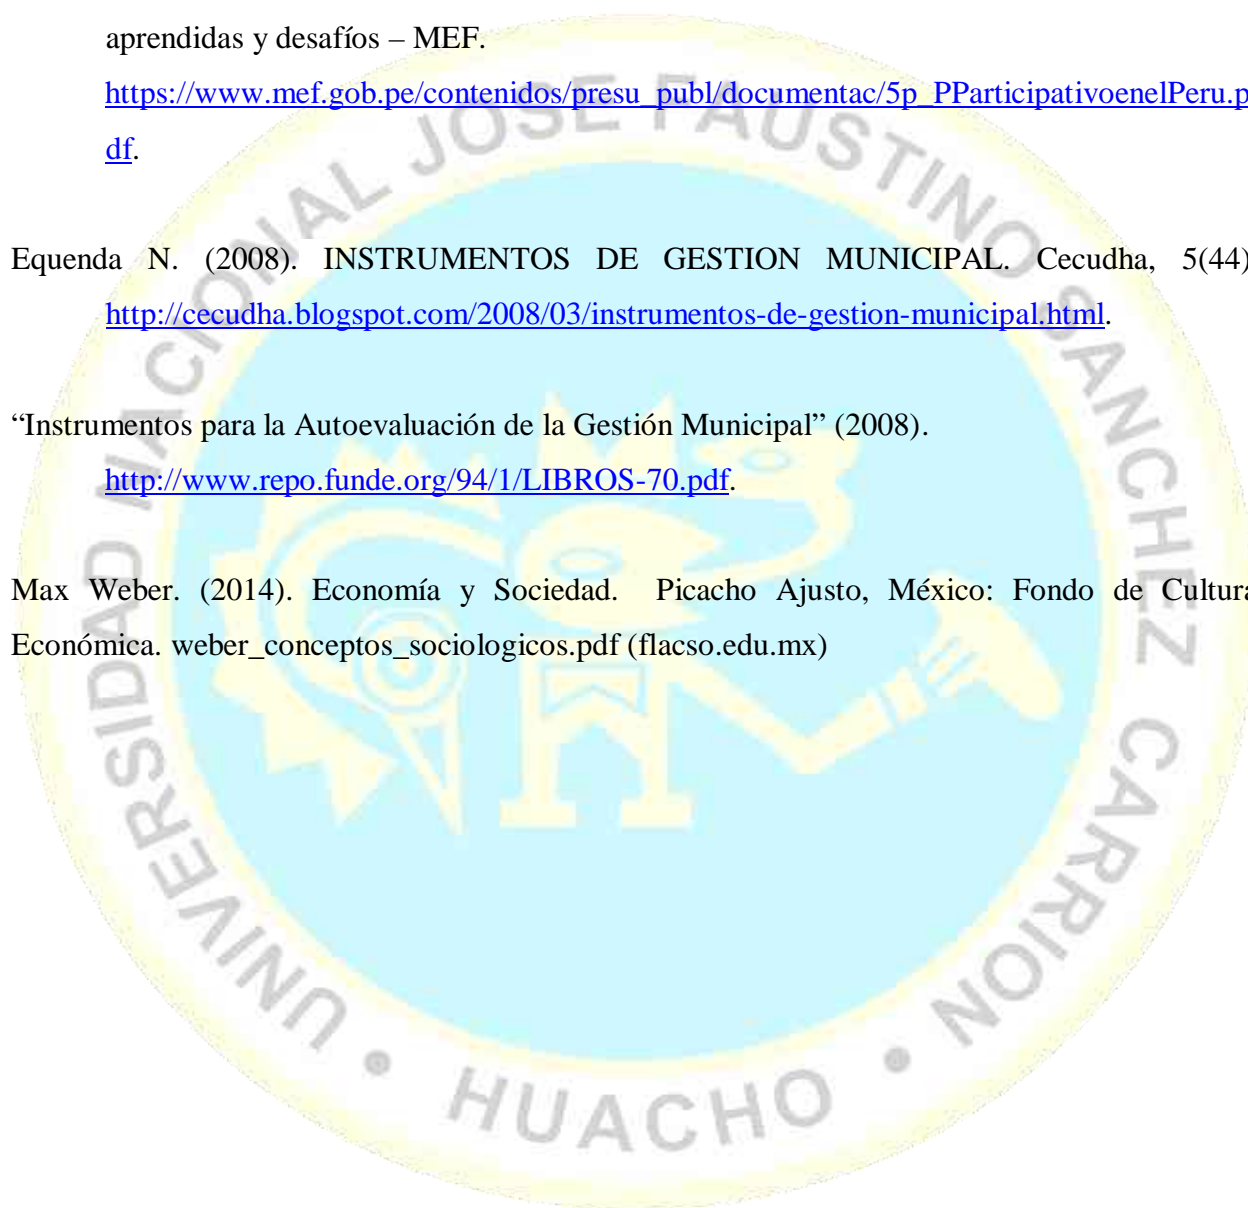 aprendidas y desafíos – MEF.
https://www.mef.gob.pe/contenidos/presu_publ/documentac/5p_PParticipativoenelPeru.p
df.
Equenda N. (2008). INSTRUMENTOS DE GESTION MUNICIPAL. Cecudha, 5(44)
http://cecudha.blogspot.com/2008/03/instrumentos-de-gestion-municipal.html.
“Instrumentos para la Autoevaluación de la Gestión Municipal” (2008).
http://www.repo.funde.org/94/1/LIBROS-70.pdf.
Max Weber. (2014). Economía y Sociedad. Picacho Ajusto, México: Fondo de Cultura
Económica. weber_conceptos_sociologicos.pdf (flacso.edu.mx)
UNIVERSIDAD NACIONAL JOSE FAUSTINO SANCHEZ CARRION
• HUACHO •